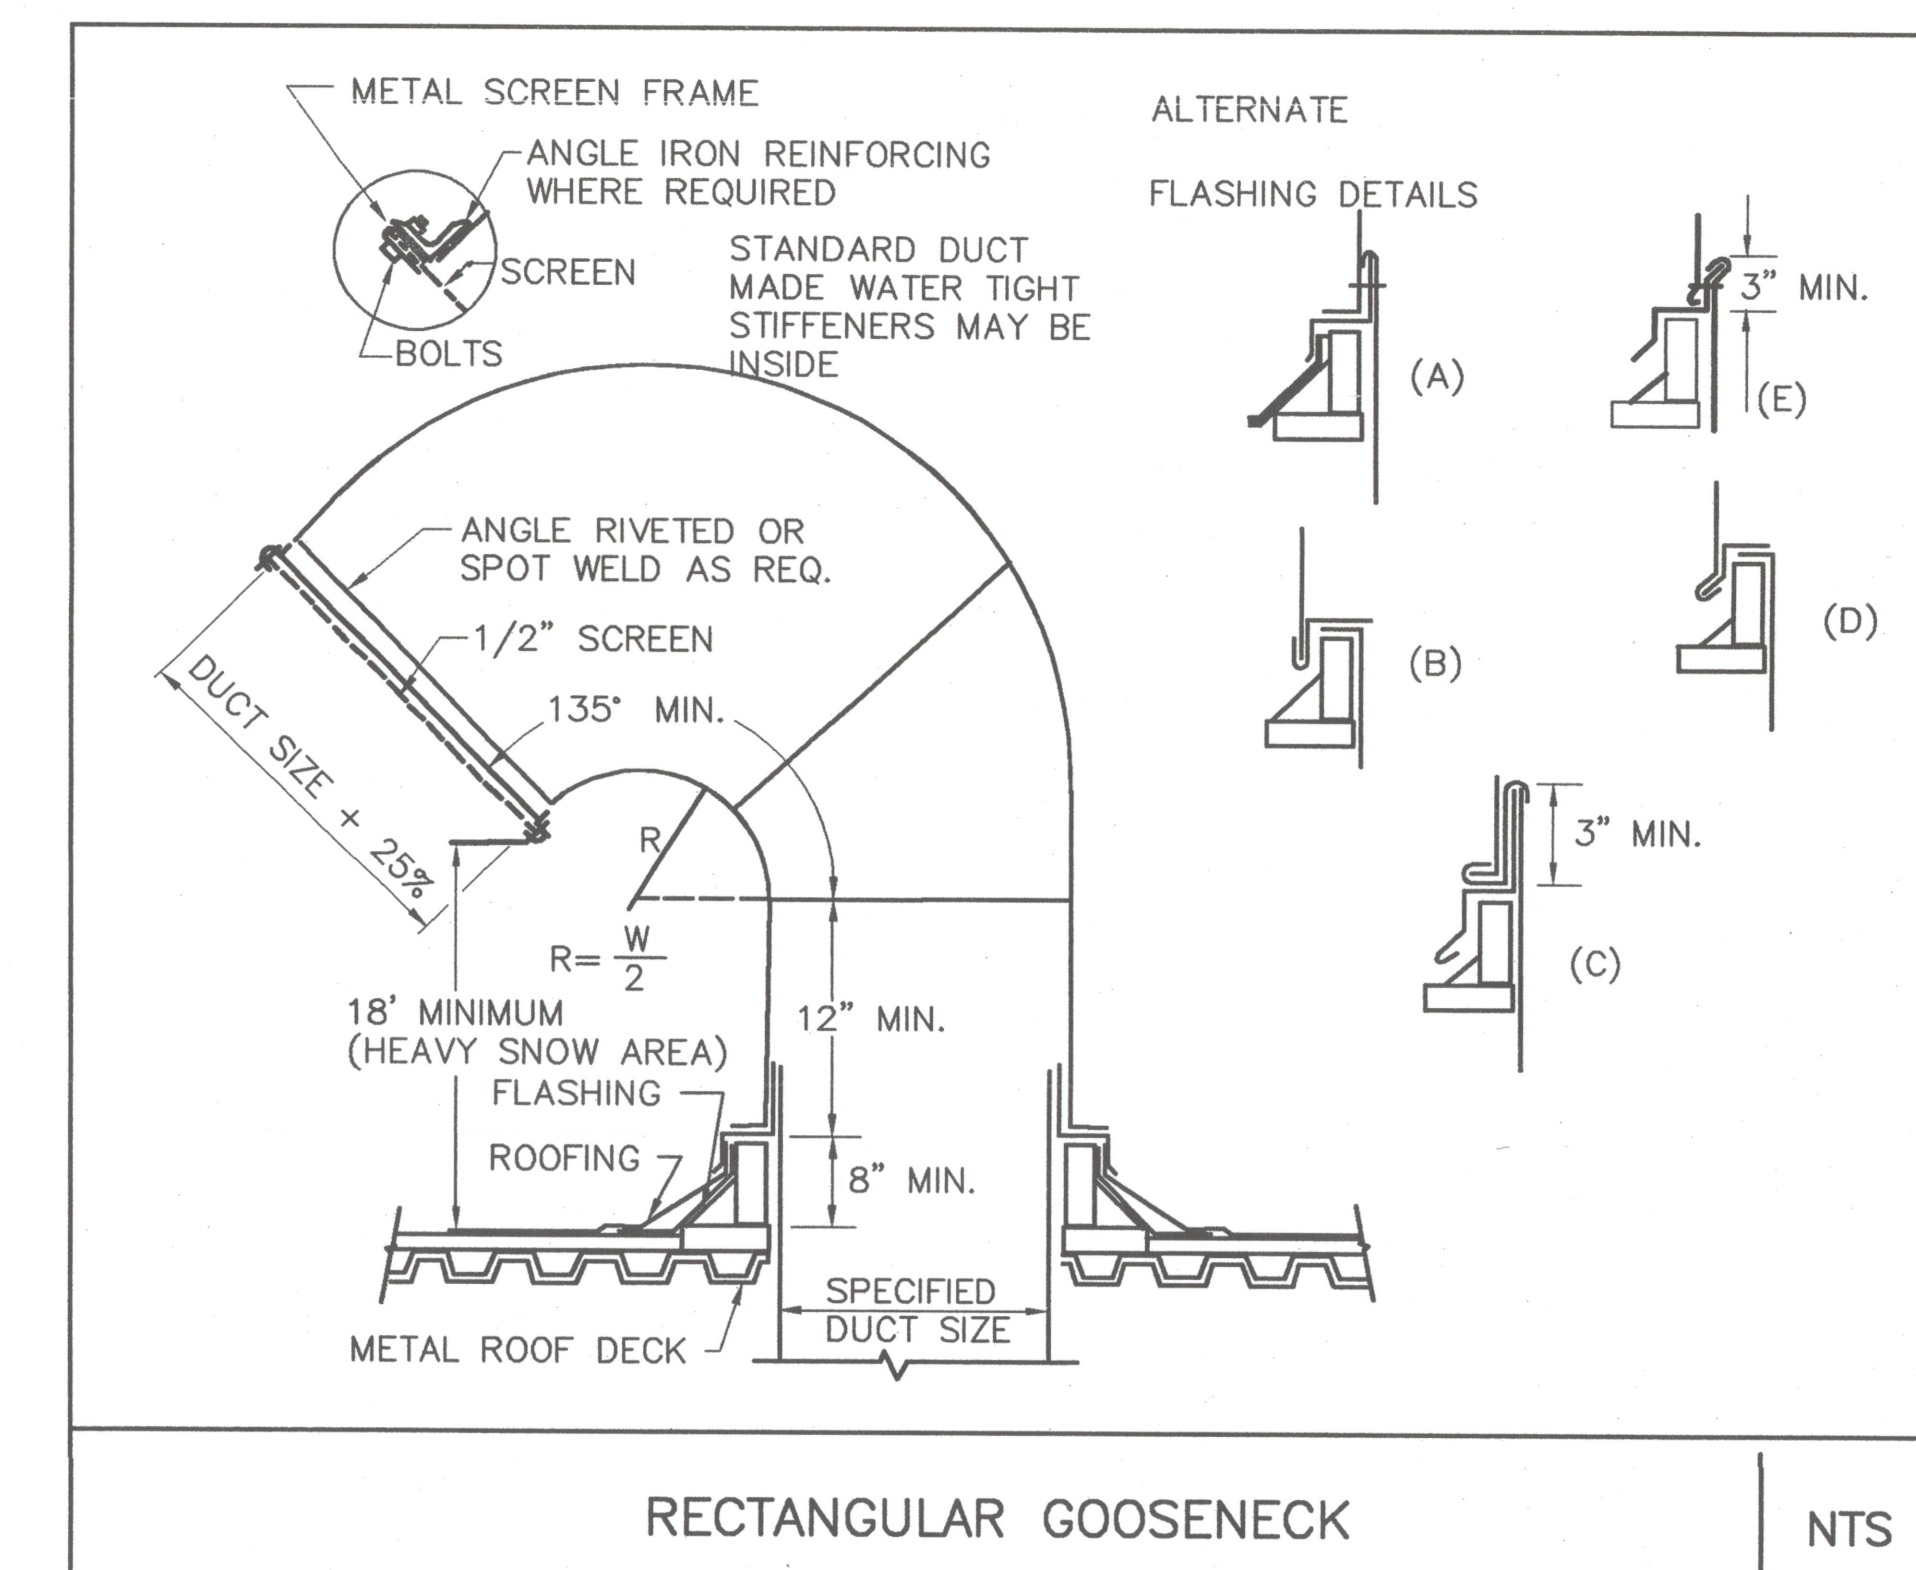 METAL SCREEN FRAME
ANGLE IRON REINFORCING
WHERE REQUIRED
SCREEN
BOLTS
STANDARD DUCT
MADE WATER TIGHT
STIFFENERS MAY BE
INSIDE
ALTERNATE
FLASHING DETAILS
(A)
3" MIN.
(E)
(B)
(D)
3" MIN.
(C)
ANGLE RIVETED OR
SPOT WELD AS REQ.
1/2" SCREEN
135° MIN.
DUCT SIZE + 25%
R
R= W
2
18' MINIMUM
(HEAVY SNOW AREA)
12" MIN.
FLASHING
ROOFING
8" MIN.
SPECIFIED
DUCT SIZE
METAL ROOF DECK
RECTANGULAR GOOSENECK
NTS